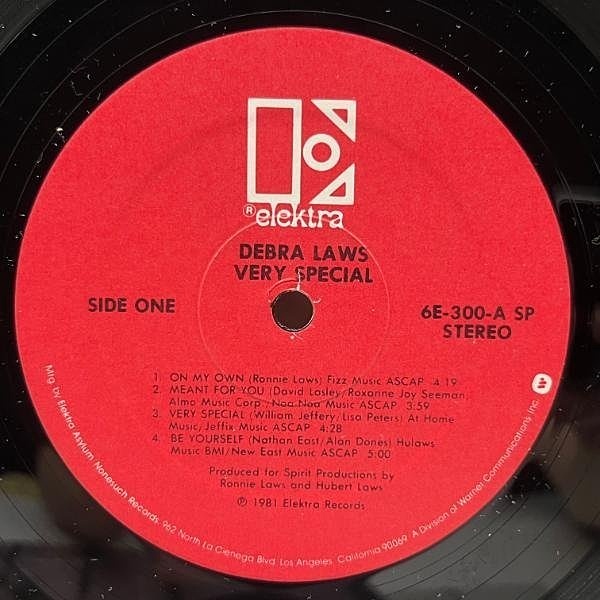 ® elektra
DEBRA LAWS
VERY SPECIAL
SIDE ONE
6E-300-A SP
STEREO
1. ON MY OWN (Ronnie Laws) Fizz Music ASCAP 4:19
2. MEANT FOR YOU (David Lasley/Roxanne Joy Seeman)
Almo Music Corp./Noa Noa Music ASCAP 3:59
3. VERY SPECIAL (William Jeffery/Lisa Peters) At Home
Music/Jeffix Music ASCAP 4:28
4. BE YOURSELF (Nathan East/Alan Dones) Hulaws
Music BMI/New East Music ASCAP 5:00
Produced for Spirit Productions by
Ronnie Laws and Hubert Laws
℗ 1981 Elektra Records
Mfg. by Elektra/Asylum/Nonesuch Records, 962 North La Cienega Blvd. Los Angeles, California 90069. A Division of Warner Communications Inc.